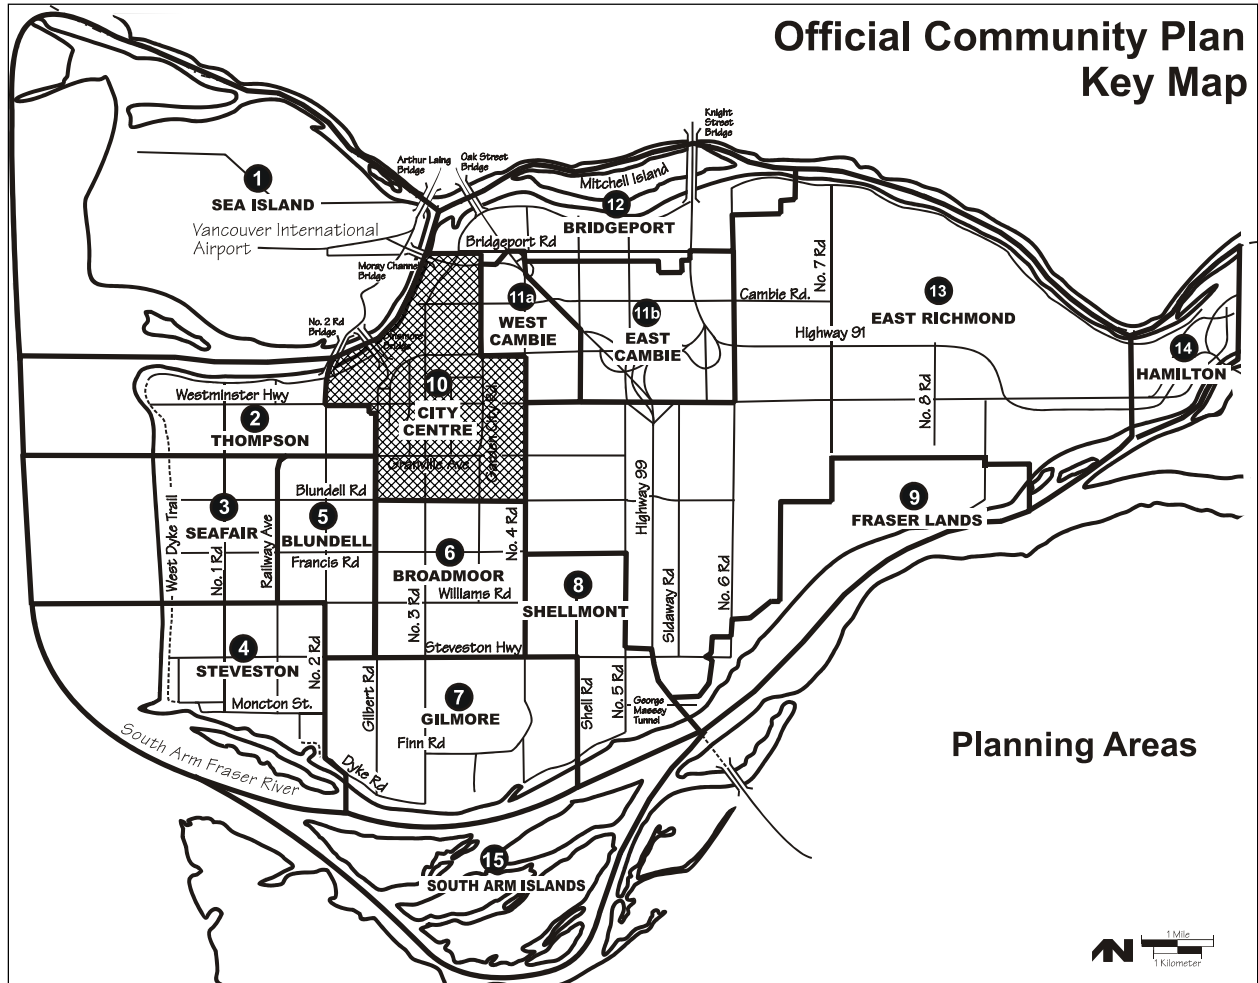 Official Community Plan
Key Map
Knight
Street
Bridge
Arthur Laing
Bridge
Oak Street
Bridge
Mitchell Island
1
SEA ISLAND
12
BRIDGEPORT
Vancouver International
Airport
Bridgeport Rd
Moray Channel
Bridge
No. 7 Rd
11a
WEST
CAMBIE
11b
EAST
CAMBIE
Cambie Rd.
13
EAST RICHMOND
No. 2 Rd
Bridge
Dinsmore
Bridge
Highway 91
14
HAMILTON
10
CITY
CENTRE
Garden City Rd.
Westminster Hwy
2
THOMPSON
No. 8 Rd
Granville Ave
Blundell Rd
3
SEAFAIR
5
BLUNDELL
West Dyke Trail
No. 1 Rd
Railway Ave
Francis Rd
No. 4 Rd
Highway 99
9
FRASER LANDS
6
BROADMOOR
Williams Rd
8
SHELLMONT
No. 3 Rd
Sidaway Rd
No. 6 Rd
4
STEVESTON
No. 2 Rd
Steveston Hwy
Moncton St.
Gilbert Rd
7
GILMORE
Shell Rd
No. 5 Rd
George
Massey
Tunnel
Finn Rd
Dyke Rd
South Arm Fraser River
Planning Areas
15
SOUTH ARM ISLANDS
N
1 Mile
1 Kilometer